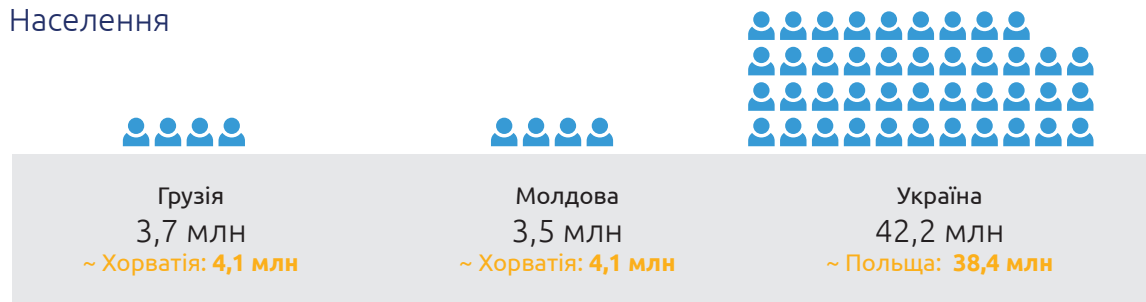 Населення
Грузія
3,7 млн
~ Хорватія: 4,1 млн
Молдова
3,5 млн
~ Хорватія: 4,1 млн
Україна
42,2 млн
~ Польща: 38,4 млн